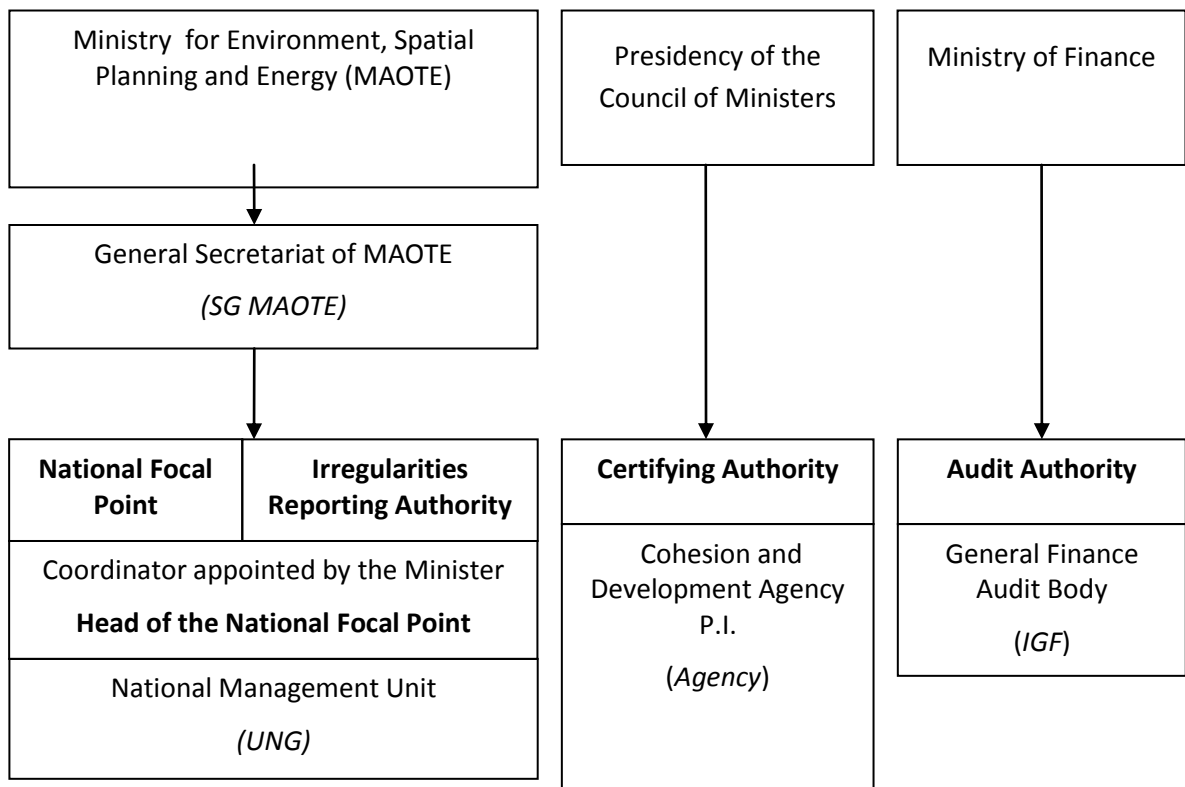 Ministry for Environment, Spatial
Planning and Energy (MAOTE)
Presidency of the
Council of Ministers
Ministry of Finance
General Secretariat of MAOTE
(SG MAOTE)
National Focal
Point
Irregularities
Reporting Authority
Coordinator appointed by the Minister
Head of the National Focal Point
National Management Unit
(UNG)
Certifying Authority
Cohesion and
Development Agency
P.I.
(Agency)
Audit Authority
General Finance
Audit Body
(IGF)